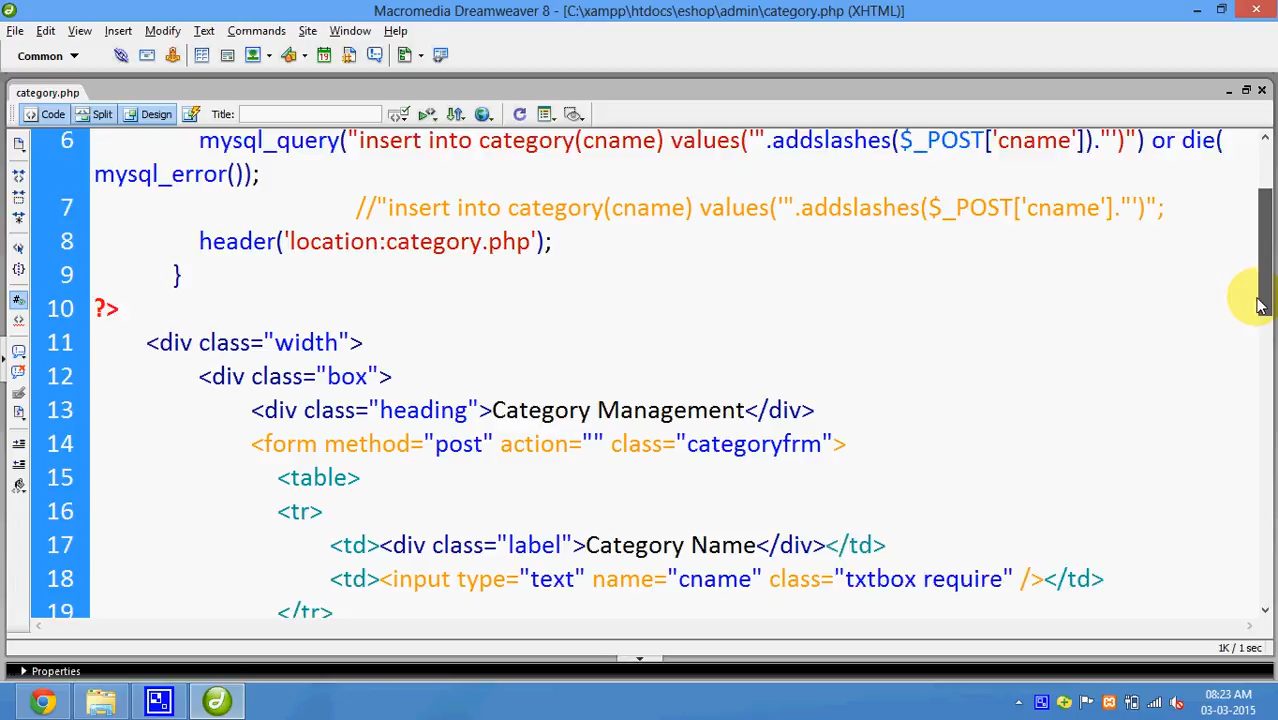 Macromedia Dreamweaver 8 - [C:\xampp\htdocs\eshop\admin\category.php (XHTML)]
File Edit View Insert Modify Text Commands Site Window Help
Common
category.php
Code Split Design Title:
6 mysql_query("insert into category(cname) values('".addslashes($_POST['cname'])."')") or die(
mysql_error());
7 //"insert into category(cname) values('".addslashes($_POST['cname']."')";
8 header('location:category.php');
9 }
10 ?>
11 <div class="width">
12 <div class="box">
13 <div class="heading">Category Management</div>
14 <form method="post" action="" class="categoryfrm">
15 <table>
16 <tr>
17 <td><div class="label">Category Name</div></td>
18 <td><input type="text" name="cname" class="txtbox require" /></td>
19 </tr>
1K / 1 sec
Properties
08:23 AM
03-03-2015